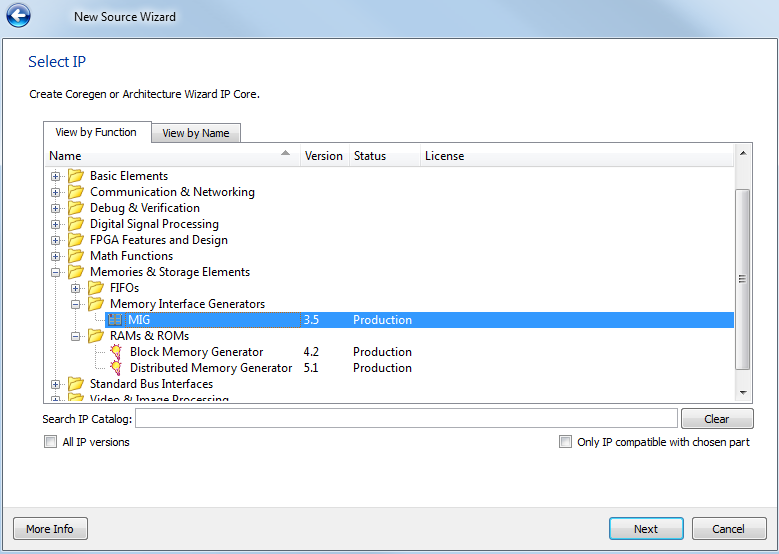 New Source Wizard
Select IP
Create Coregen or Architecture Wizard IP Core.
View by Function View by Name
Name Version Status License
Basic Elements
Communication & Networking
Debug & Verification
Digital Signal Processing
FPGA Features and Design
Math Functions
Memories & Storage Elements
FIFOs
Memory Interface Generators
MIG 3.5 Production
RAMs & ROMs
Block Memory Generator 4.2 Production
Distributed Memory Generator 5.1 Production
Standard Bus Interfaces
Video & Image Processing
Search IP Catalog: Clear
All IP versions Only IP compatible with chosen part
More Info Next Cancel